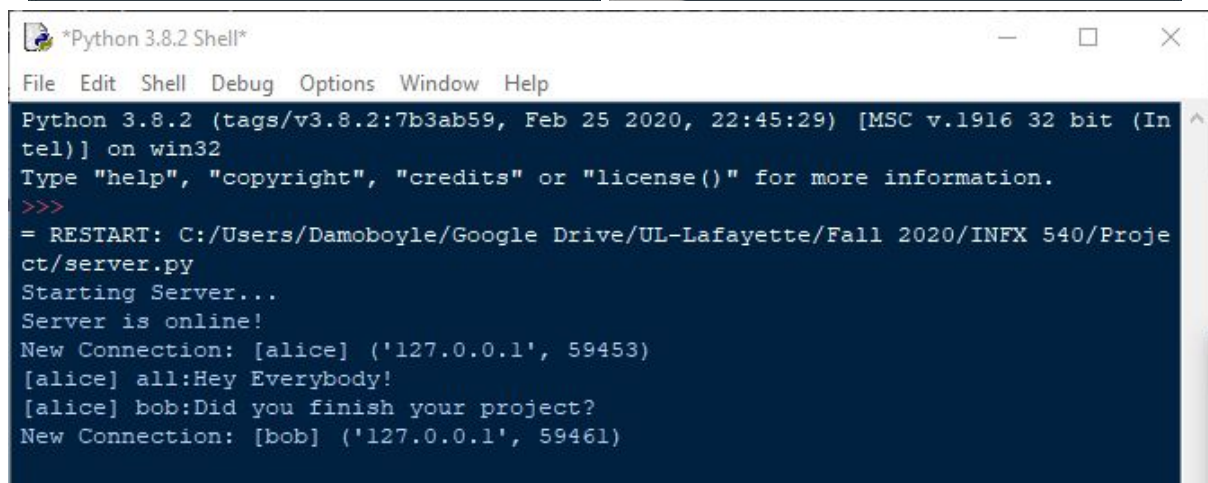 *Python 3.8.2 Shell*
File Edit Shell Debug Options Window Help
Python 3.8.2 (tags/v3.8.2:7b3ab59, Feb 25 2020, 22:45:29) [MSC v.1916 32 bit (In
tel)] on win32
Type "help", "copyright", "credits" or "license()" for more information.
>>>
= RESTART: C:/Users/Damoboyle/Google Drive/UL-Lafayette/Fall 2020/INFX 540/Proje
ct/server.py
Starting Server...
Server is online!
New Connection: [alice] ('127.0.0.1', 59453)
[alice] all:Hey Everybody!
[alice] bob:Did you finish your project?
New Connection: [bob] ('127.0.0.1', 59461)